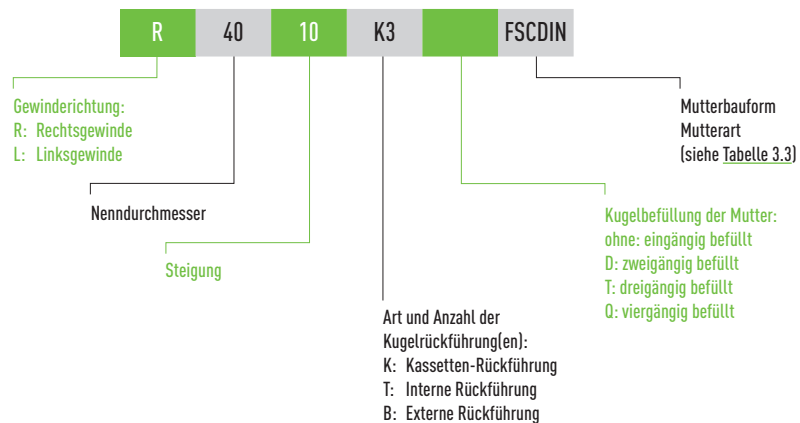 R 40 10 K3 FSCDIN
Gewinderichtung:
R: Rechtsgewinde
L: Linksgewinde
Nenndurchmesser
Steigung
Art und Anzahl der
Kugelrückführung(en):
K: Kassetten-Rückführung
T: Interne Rückführung
B: Externe Rückführung
Kugelbefüllung der Mutter:
ohne: eingängig befüllt
D: zweigängig befüllt
T: dreigängig befüllt
Q: viergängig befüllt
Mutterbauform
Mutterart
(siehe Tabelle 3.3)